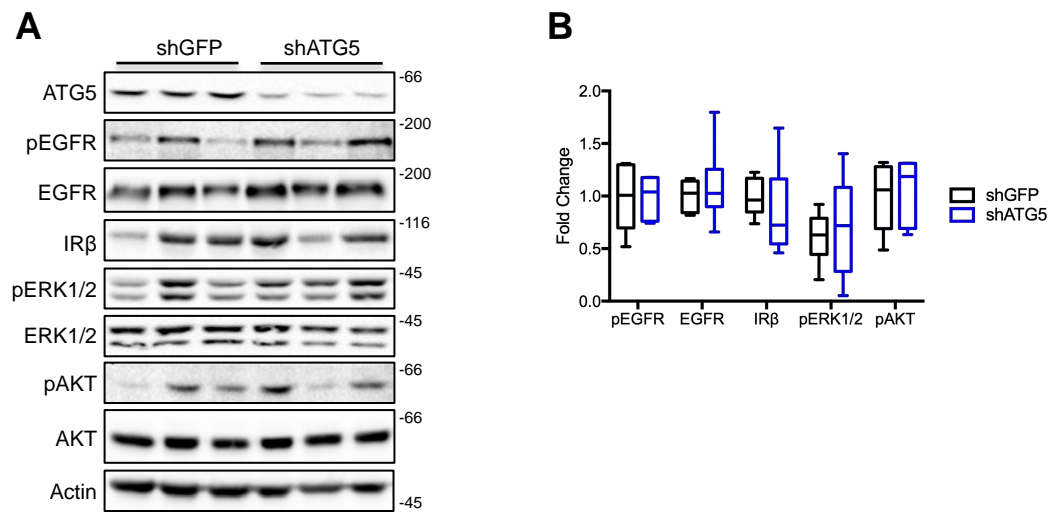 A
shGFP shATG5
ATG5 -66
pEGFR -200
EGFR -200
IRβ -116
pERK1/2 -45
ERK1/2 -45
pAKT -66
AKT -66
Actin -45
B
Fold Change
2.0
1.5
1.0
0.5
0.0
pEGFR EGFR IRβ pERK1/2 pAKT
shGFP
shATG5